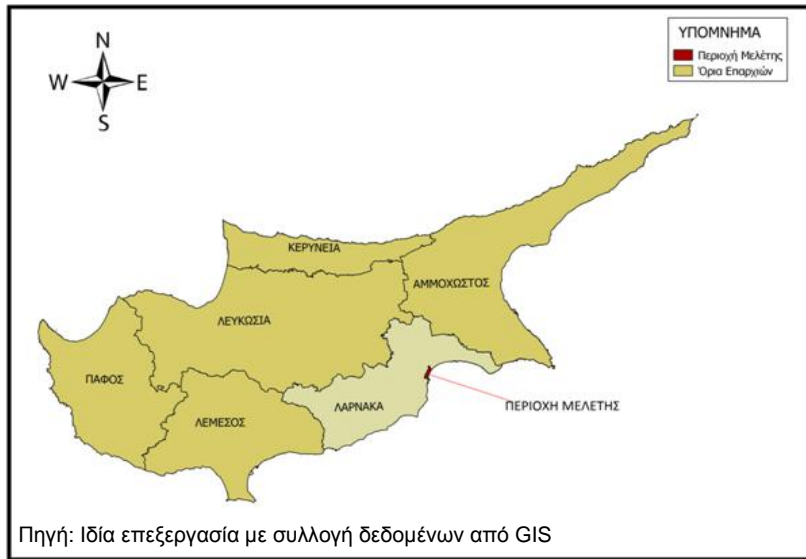 ΥΠΟΜΝΗΜΑ
Περιοχή Μελέτης
Όρια Επαρχιών
N
W E
S
ΚΕΡΥΝΕΙΑ
ΑΜΜΟΧΩΣΤΟΣ
ΛΕΥΚΩΣΙΑ
ΠΑΦΟΣ
ΛΑΡΝΑΚΑ
ΠΕΡΙΟΧΗ ΜΕΛΕΤΗΣ
ΛΕΜΕΣΟΣ
Πηγή: Ιδία επεξεργασία με συλλογή δεδομένων από GIS